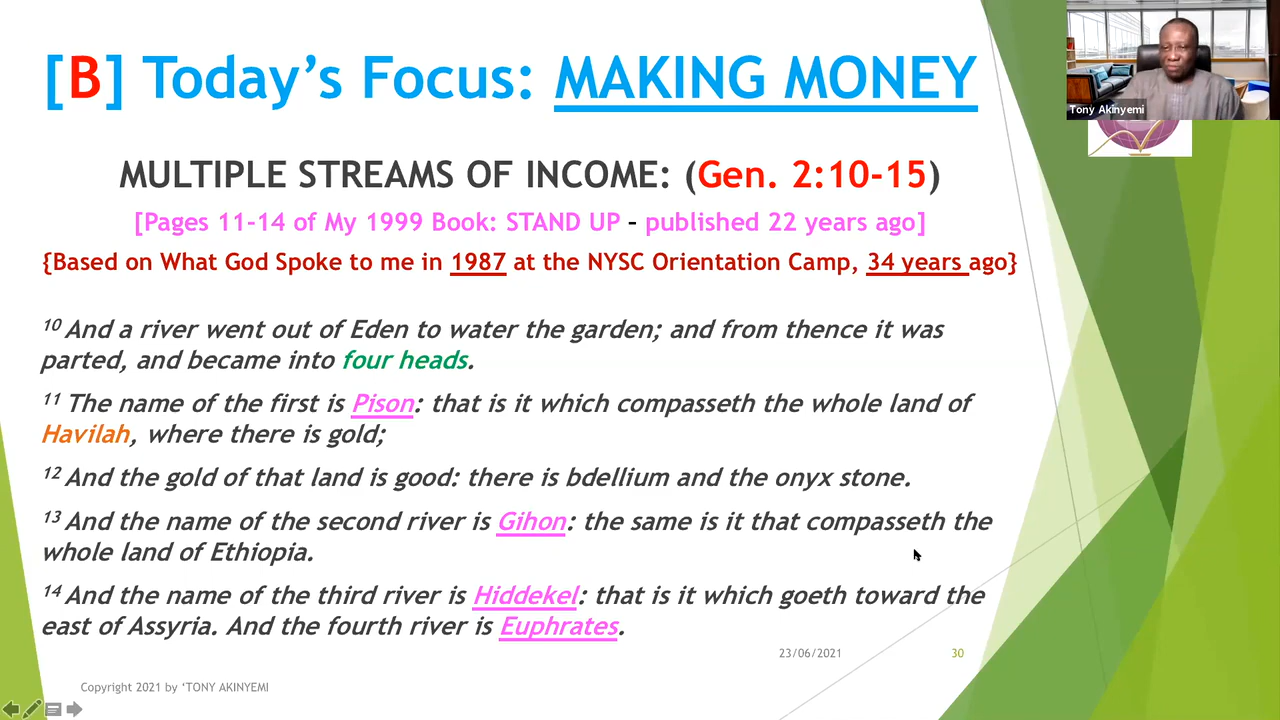 [B] Today's Focus: MAKING MONEY
Tony Akinyemi
MULTIPLE STREAMS OF INCOME: (Gen. 2:10-15)
[Pages 11-14 of My 1999 Book: STAND UP – published 22 years ago]
{Based on What God Spoke to me in 1987 at the NYSC Orientation Camp, 34 years ago}
10 And a river went out of Eden to water the garden; and from thence it was
parted, and became into four heads.
11 The name of the first is Pison: that is it which compasseth the whole land of
Havilah, where there is gold;
12 And the gold of that land is good: there is bdellium and the onyx stone.
13 And the name of the second river is Gihon: the same is it that compasseth the
whole land of Ethiopia.
14 And the name of the third river is Hiddekel: that is it which goeth toward the
east of Assyria. And the fourth river is Euphrates.
23/06/2021
30
Copyright 2021 by 'TONY AKINYEMI